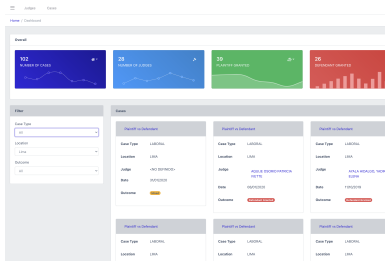 Judges Cases
Home / Dashboard
Overall
102
NUMBER OF CASES
28
NUMBER OF JUDGES
39
PLAINTIFF GRANTED
26
DEFENDANT GRANTED
Filter
Case Type
All
Location
Lima
Outcome
All
Cases
Plaintiff vs Defendant
Case Type LABORAL
Location LIMA
Judge <NO DEFINIDO>
Date
Outcome
Plaintiff vs Defendant
Case Type LABORAL
Location LIMA
Judge
Date
Outcome
Plaintiff vs Defendant
Case Type LABORAL
Location LIMA
Judge
Date
Outcome
Plaintiff vs Defendant
Case Type LABORAL
Location LIMA
Plaintiff vs Defendant
Case Type LABORAL
Location LIMA
Plaintiff vs Defendant
Case Type LABORAL
Location LIMA